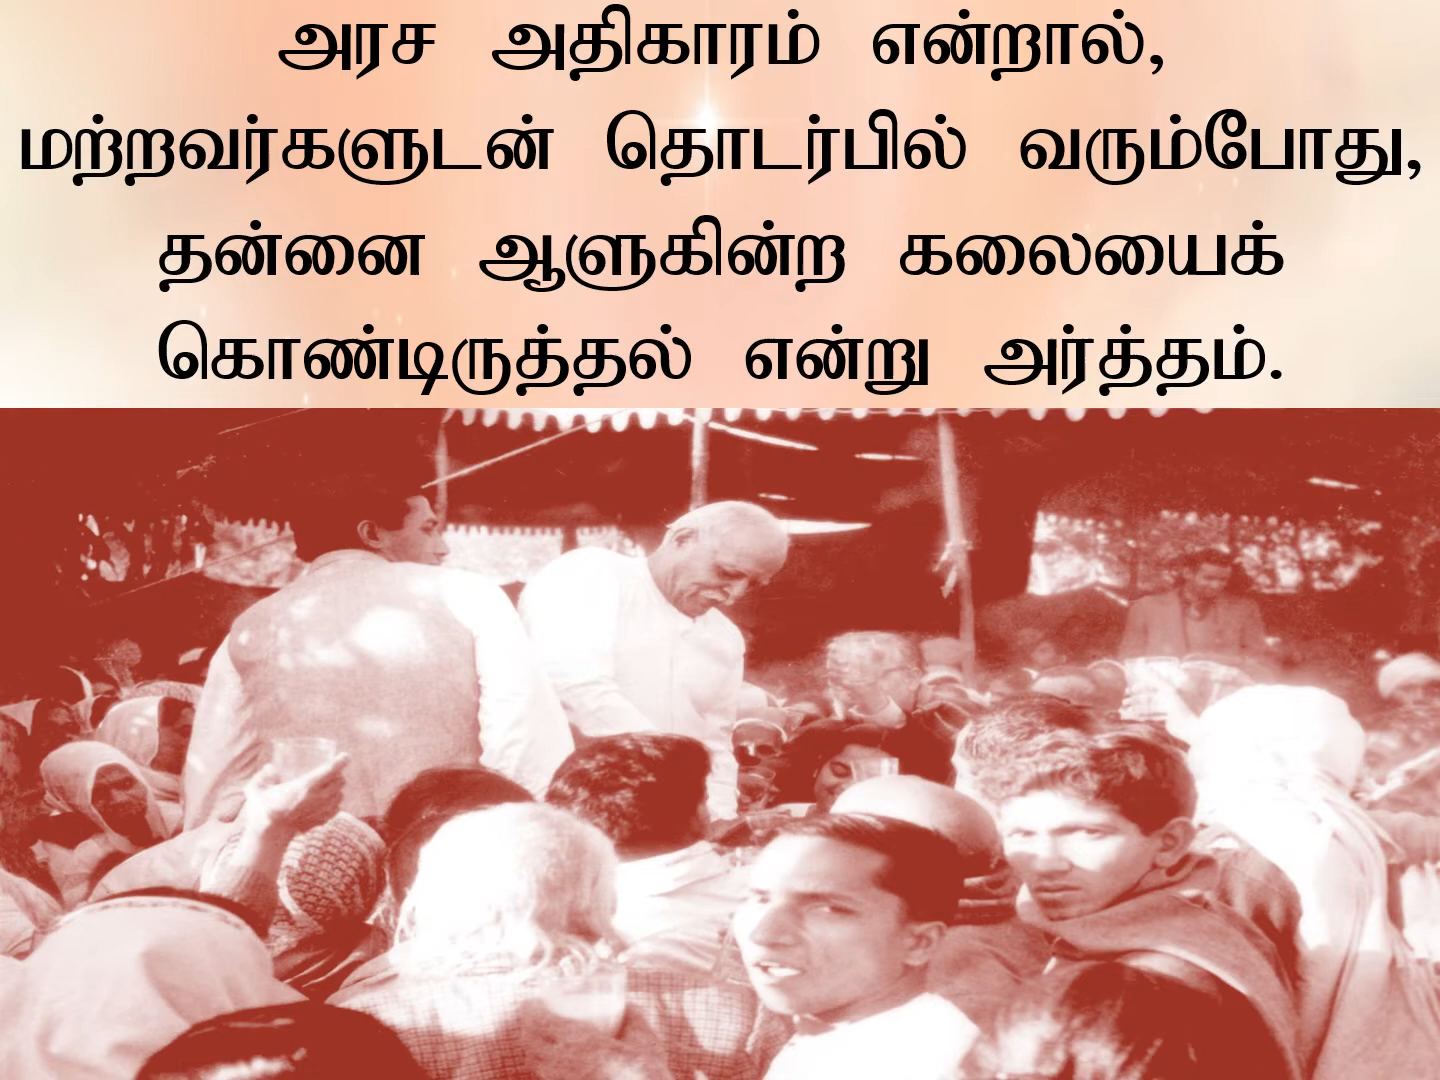 அரச அதிகாரம் என்றால்,
மற்றவர்களுடன் தொடர்பில் வரும்போது,
தன்னை ஆளுகின்ற கலையைக்
கொண்டிருத்தல் என்று அர்த்தம்.